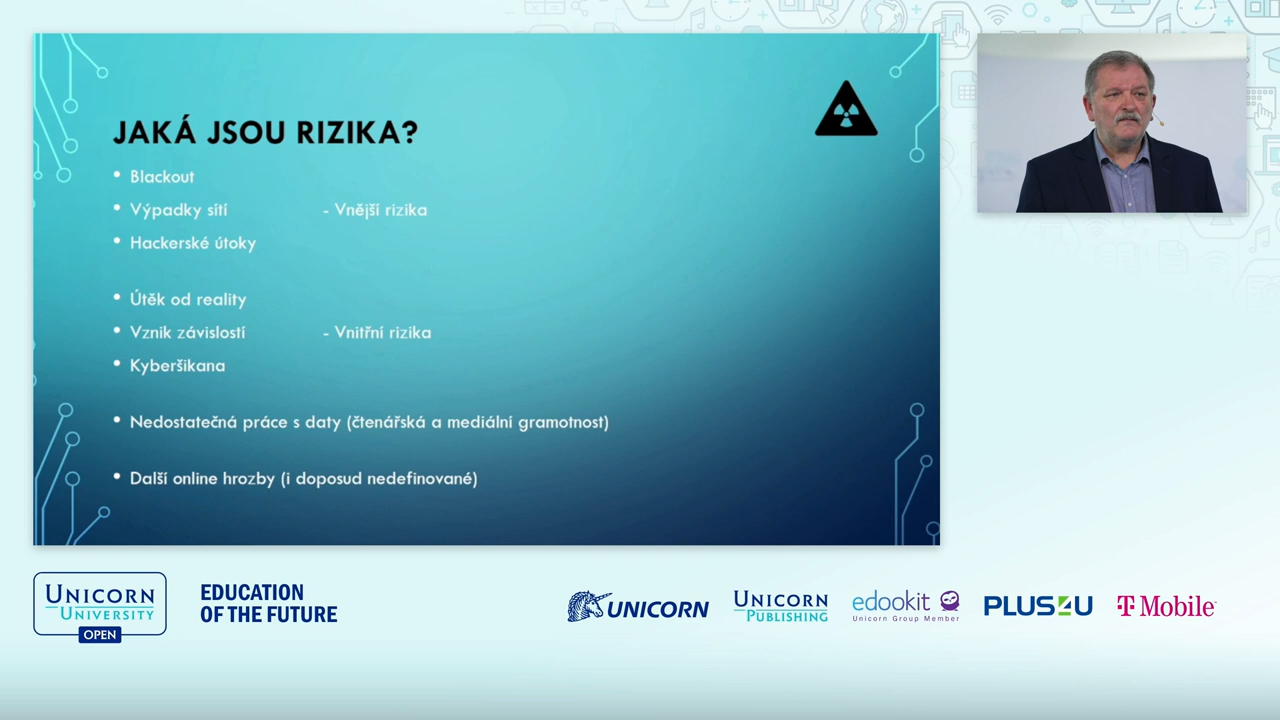 JAKÁ JSOU RIZIKA?
• Blackout
• Výpadky sítí - Vnější rizika
• Hackerské útoky
• Útěk od reality
• Vznik závislostí - Vnitřní rizika
• Kyberšikana
• Nedostatečná práce s daty (čtenářská a mediální gramotnost)
• Další online hrozby (i doposud nedefinované)
UNICORN
UNIVERSITY
OPEN
EDUCATION
OF THE FUTURE
UNICORN
UNICORN
PUBLISHING
edookit
Unicorn Group Member
PLUS4U
T Mobile